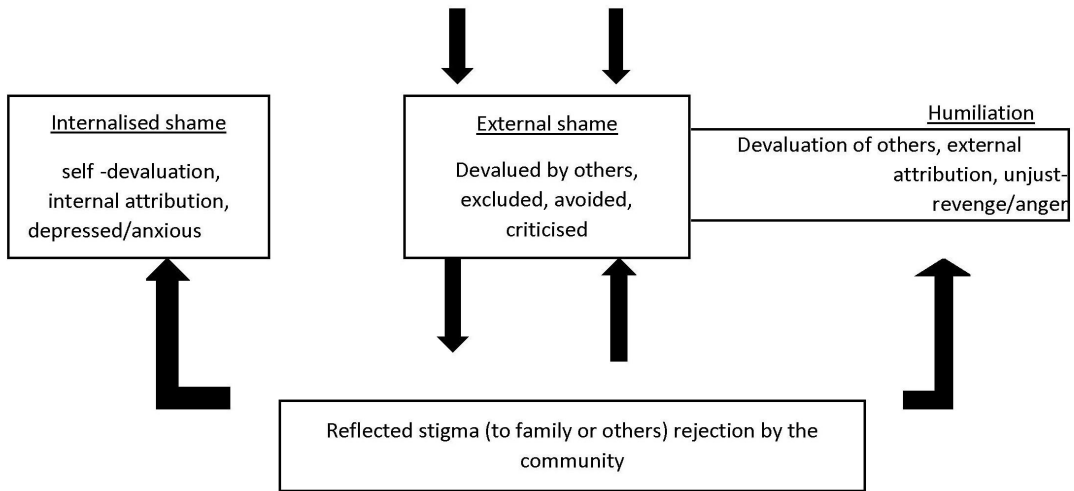 Internalised shame
self -devaluation,
internal attribution,
depressed/anxious
External shame
Devalued by others,
excluded, avoided,
criticised
Humiliation
Devaluation of others, external
attribution, unjust-
revenge/anger
Reflected stigma (to family or others) rejection by the
community